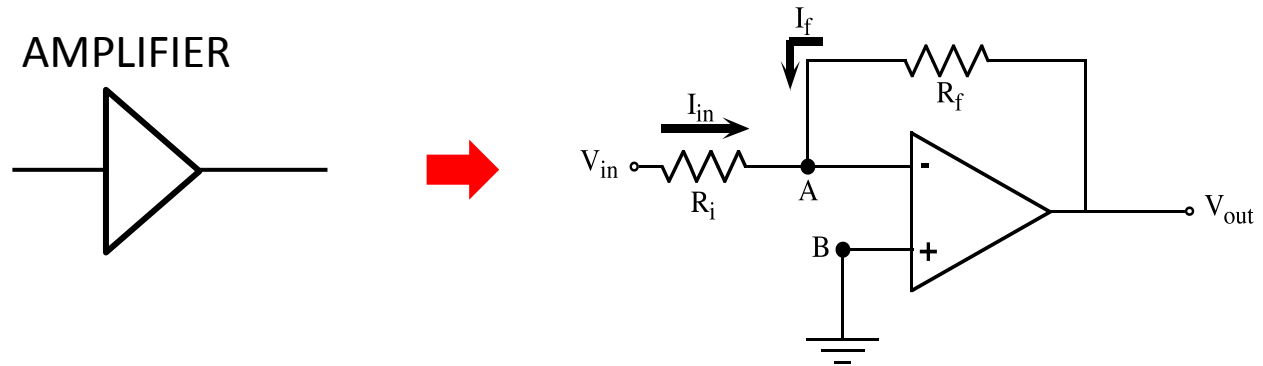 AMPLIFIER
I_f
R_f
I_in
V_in
R_i
A
-
B
+
V_out